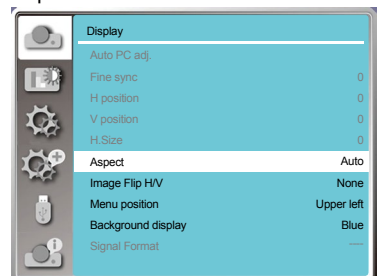 Display
Auto PC adj.
Fine sync 0
H position 0
V position 0
H.Size 0
Aspect Auto
Image Flip H/V None
Menu position Upper left
Background display Blue
Signal Format ----